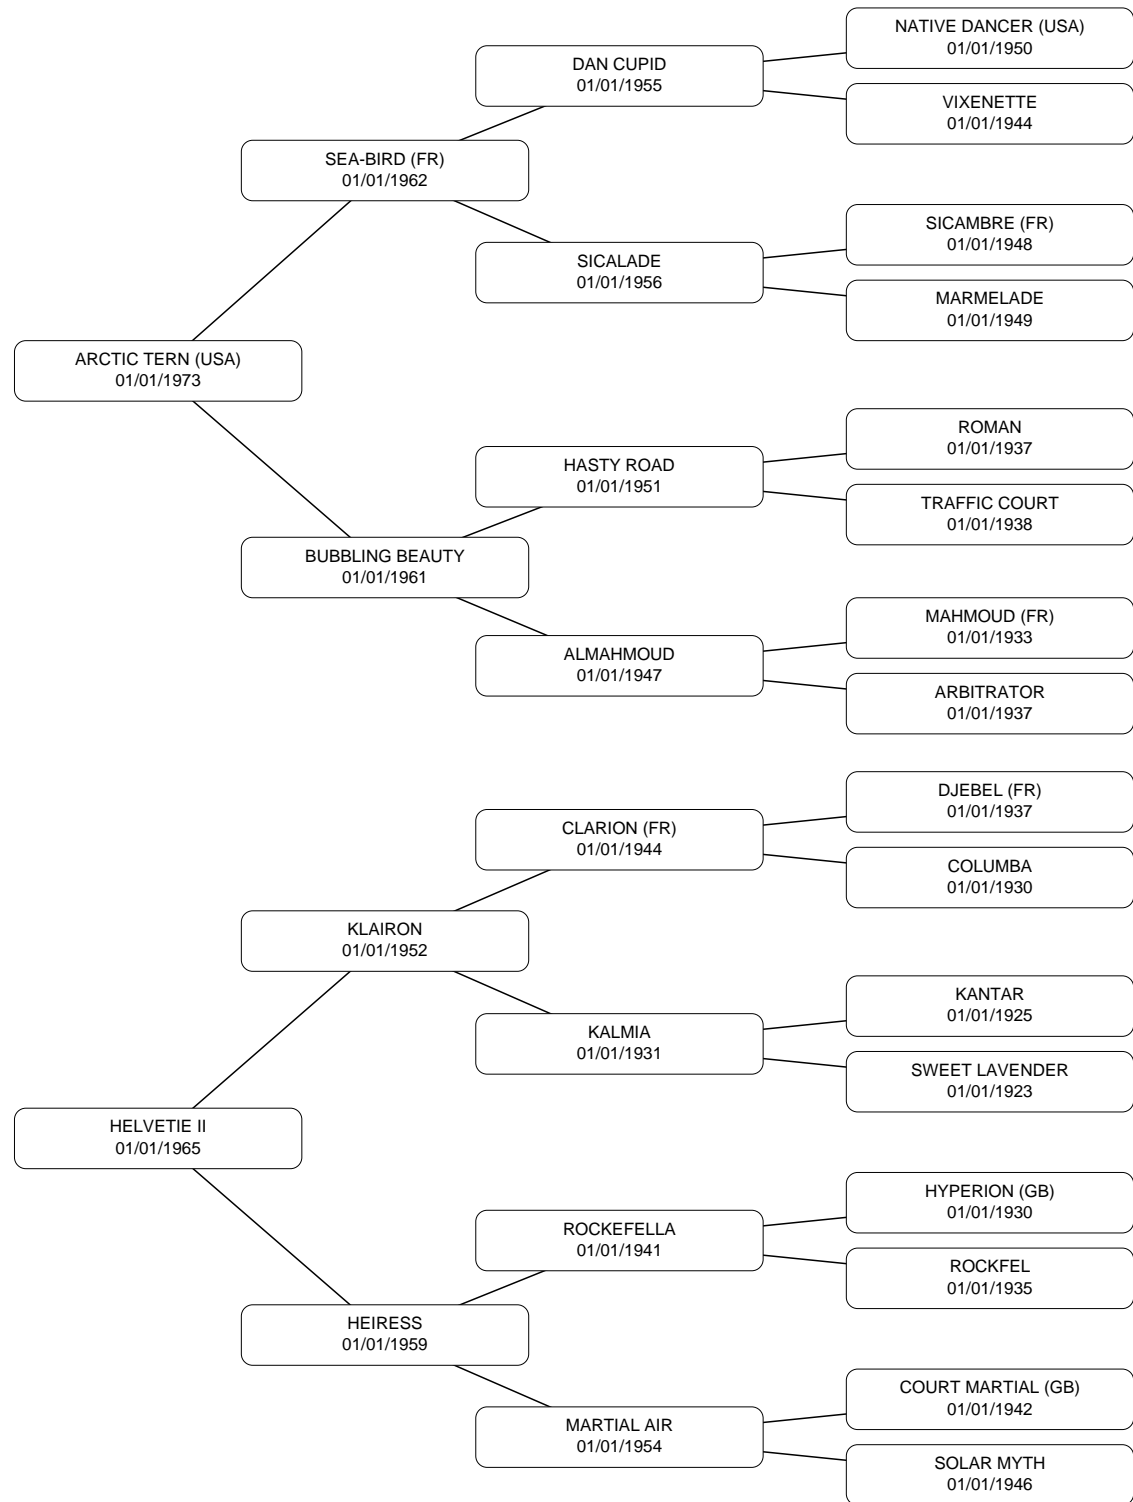 NATIVE DANCER (USA)
01/01/1950
DAN CUPID
01/01/1955
VIXENETTE
01/01/1944
SEA-BIRD (FR)
01/01/1962
SICAMBRE (FR)
01/01/1948
SICALADE
01/01/1956
MARMELADE
01/01/1949
ARCTIC TERN (USA)
01/01/1973
ROMAN
01/01/1937
HASTY ROAD
01/01/1951
TRAFFIC COURT
01/01/1938
BUBBLING BEAUTY
01/01/1961
MAHMOUD (FR)
01/01/1933
ALMAHMOUD
01/01/1947
ARBITRATOR
01/01/1937
DJEBEL (FR)
01/01/1937
CLARION (FR)
01/01/1944
COLUMBA
01/01/1930
KLAIRON
01/01/1952
KANTAR
01/01/1925
KALMIA
01/01/1931
SWEET LAVENDER
01/01/1923
HELVETIE II
01/01/1965
HYPERION (GB)
01/01/1930
ROCKEFELLA
01/01/1941
ROCKFEL
01/01/1935
HEIRESS
01/01/1959
COURT MARTIAL (GB)
01/01/1942
MARTIAL AIR
01/01/1954
SOLAR MYTH
01/01/1946